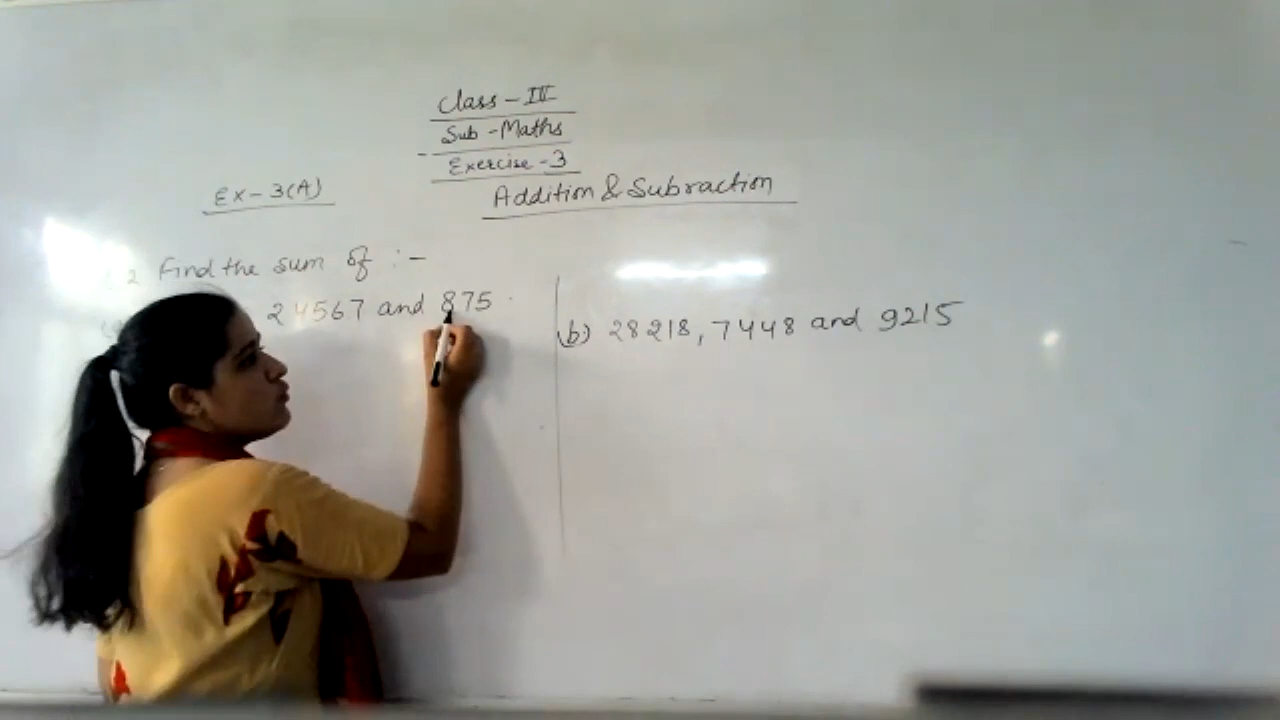 Class - III
Sub - Maths
Exercise - 3
Addition & Subraction
Ex - 3(A)
2 Find the sum of : -
24567 and 875
(b) 28218, 7448 and 9215